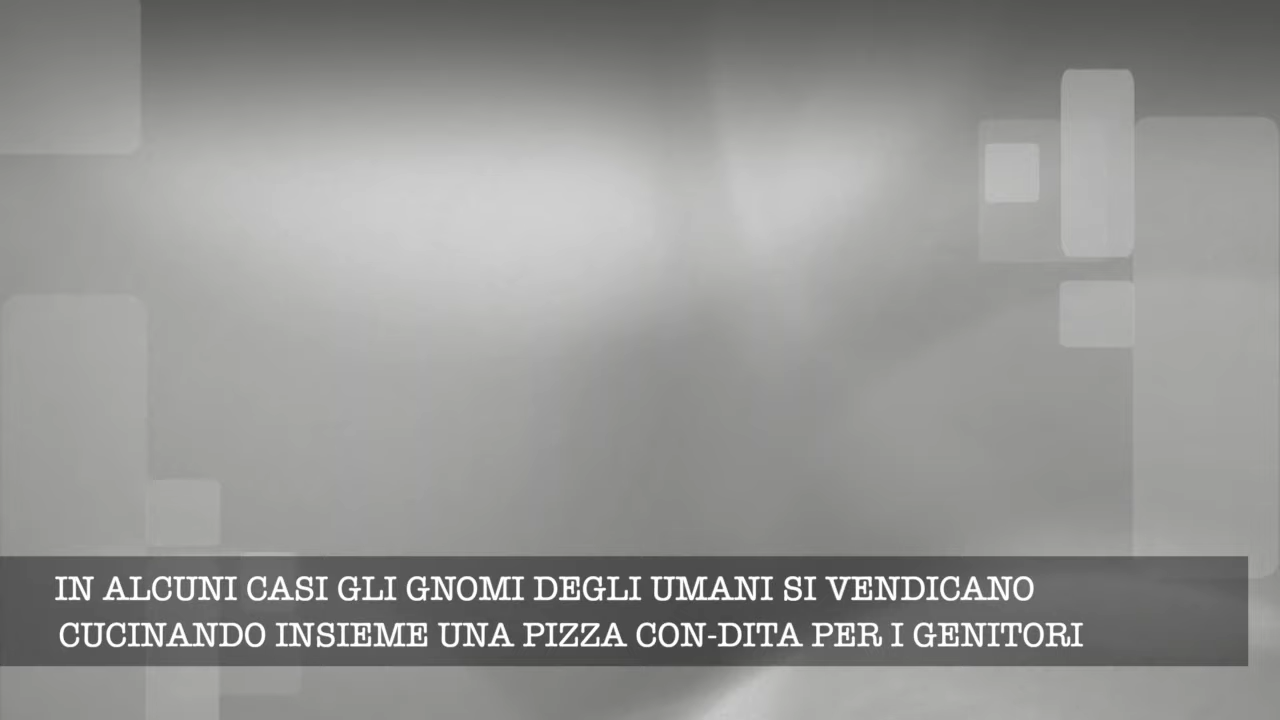 IN ALCUNI CASI GLI GNOMI DEGLI UMANI SI VENDICANO
CUCINANDO INSIEME UNA PIZZA CON-DITA PER I GENITORI